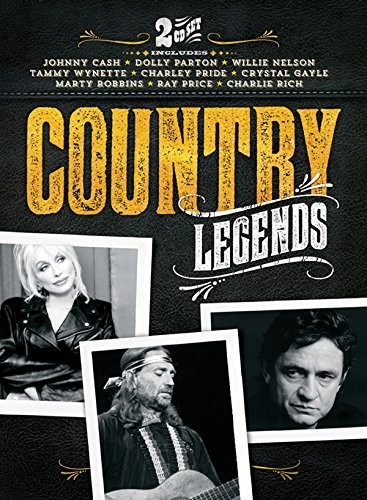 2 CD SET
INCLUDES
JOHNNY CASH ★ DOLLY PARTON ★ WILLIE NELSON
TAMMY WYNETTE ★ CHARLEY PRIDE ★ CRYSTAL GAYLE
MARTY ROBBINS ★ RAY PRICE ★ CHARLIE RICH
COUNTRY
LEGENDS